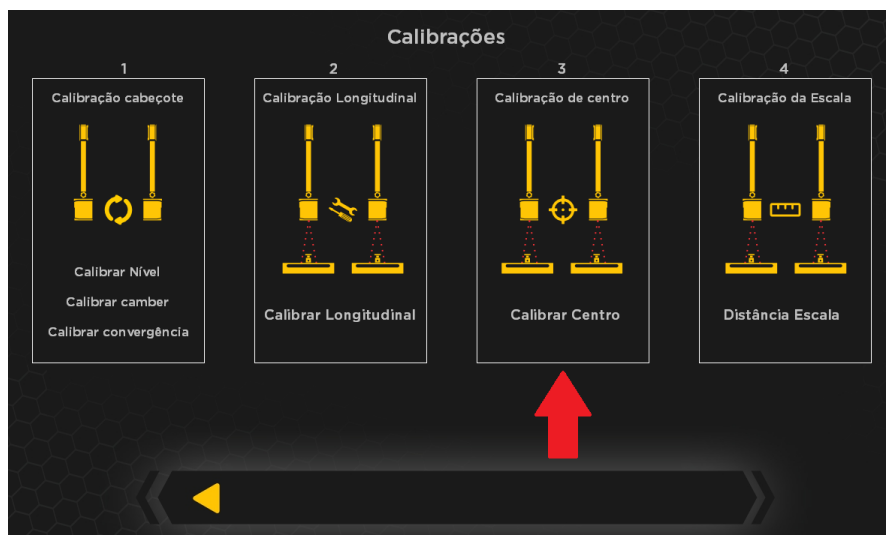 Calibrações
1
Calibração cabeçote
Calibrar Nível
Calibrar camber
Calibrar convergência
2
Calibração Longitudinal
Calibrar Longitudinal
3
Calibração de centro
Calibrar Centro
4
Calibração da Escala
Distância Escala